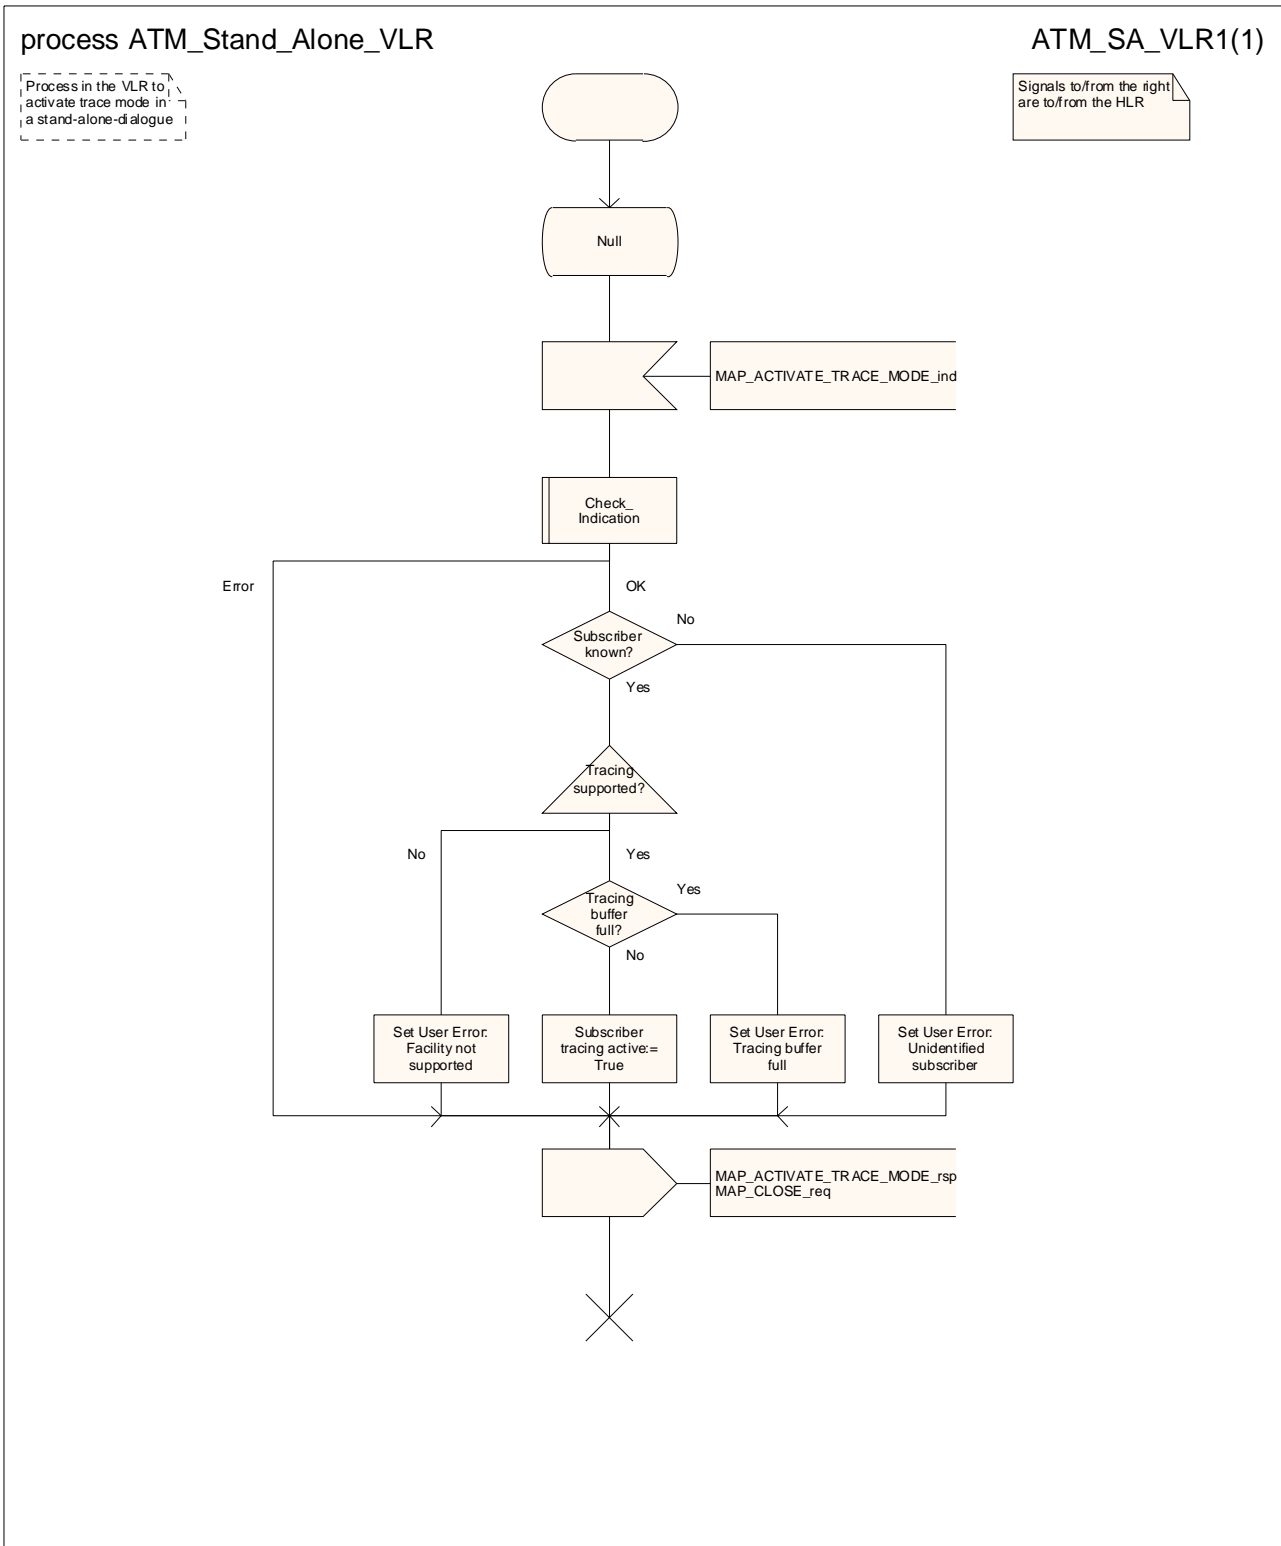 process ATM_Stand_Alone_VLR
ATM_SA_VLR1(1)
Process in the VLR to
activate trace mode in
a stand-alone-dialogue
Signals to/from the right
are to/from the HLR
Null
MAP_ACTIVATE_TRACE_MODE_ind
Check_
Indication
Error
OK
No
Subscriber
known?
Yes
Tracing
supported?
No
Yes
Yes
Tracing
buffer
full?
No
Set User Error:
Facility not
supported
Subscriber
tracing active:=
True
Set User Error:
Tracing buffer
full
Set User Error:
Unidentified
subscriber
MAP_ACTIVATE_TRACE_MODE_rsp
MAP_CLOSE_req